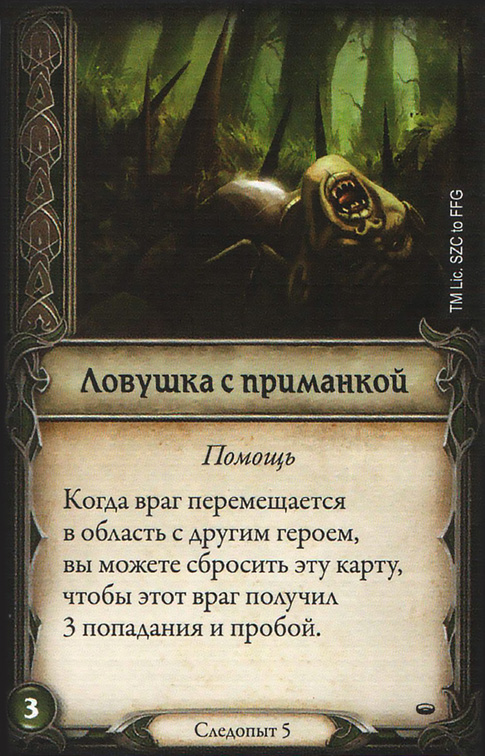 TM Lic. SZC to FFG
Ловушка с приманкой
Помощь
Когда враг перемещается
в область с другим героем,
вы можете сбросить эту карту,
чтобы этот враг получил
3 попадания и пробой.
3
Следопыт 5